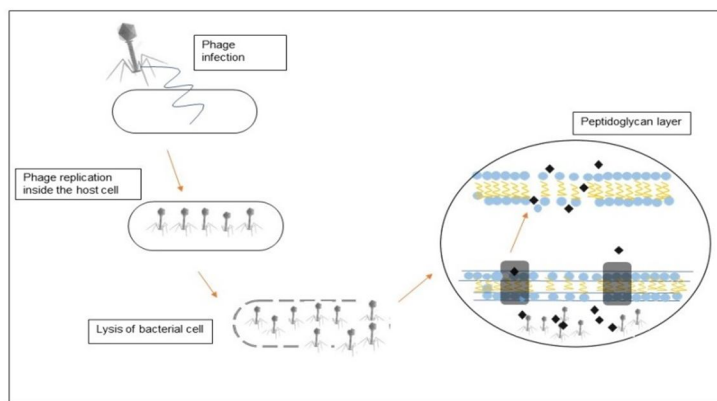 Phage
infection
Peptidoglycan layer
Phage replication
inside the host cell
Lysis of bacterial cell